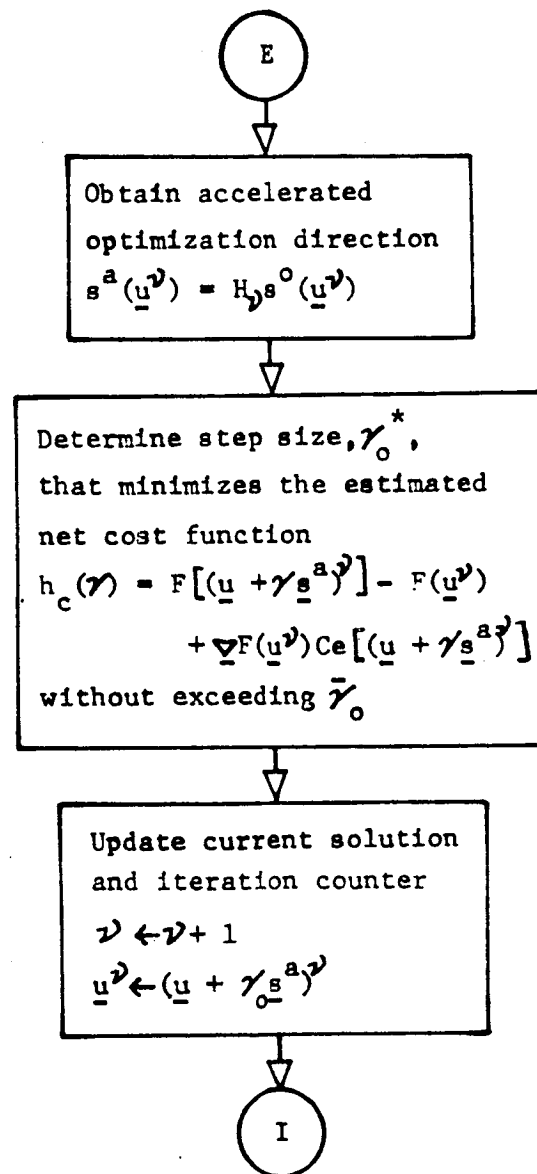 E
Obtain accelerated
optimization direction
s^a(u̲^ν) = H_ν s^o(u̲^ν)
Determine step size, γ_o^*,
that minimizes the estimated
net cost function
h_c(γ) = F[(u̲ + γs̲^a)^ν] - F(u̲^ν)
+ ∇̲F(u̲^ν)Ce[(u̲ + γs̲^a)^ν]
without exceeding γ̄_o
Update current solution
and iteration counter
ν ← ν + 1
u̲^ν ← (u̲ + γ_o s̲^a)^ν
I